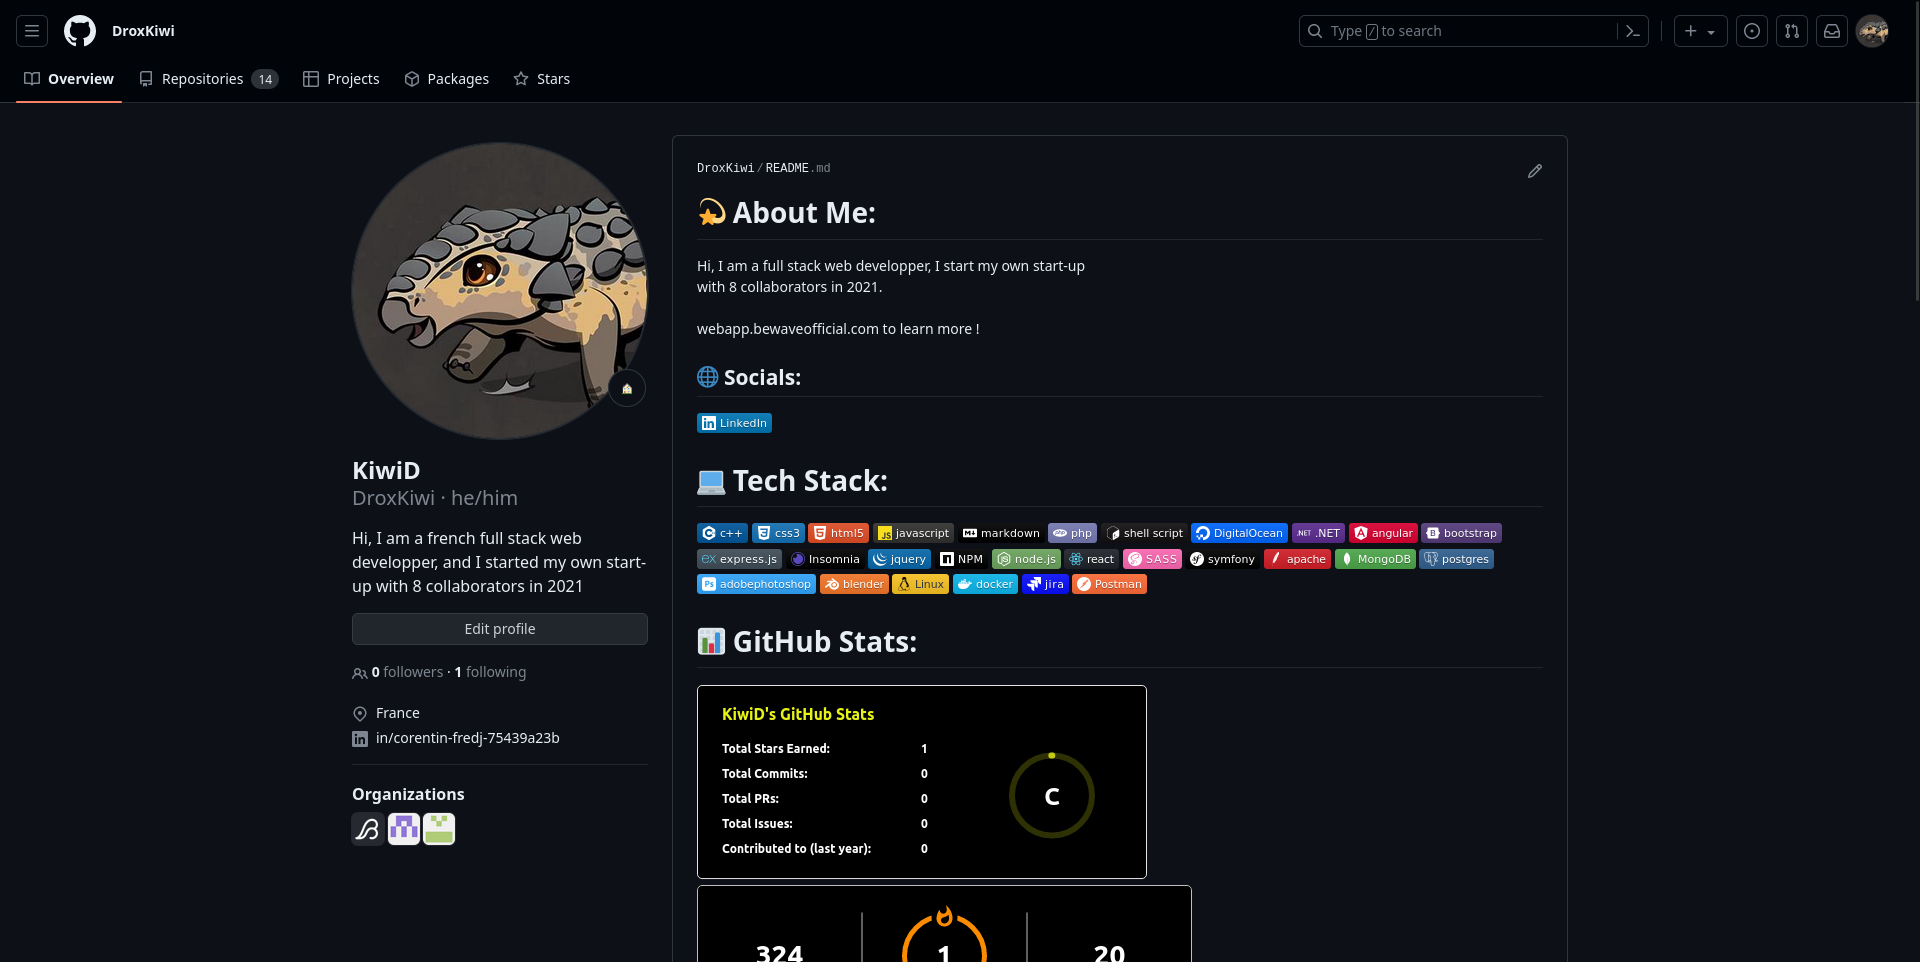 DroxKiwi
Type / to search
Overview Repositories 14 Projects Packages Stars
DroxKiwi/README.md
💫 About Me:
Hi, I am a full stack web developper, I start my own start-up
with 8 collaborators in 2021.
webapp.bewaveofficial.com to learn more !
🌐 Socials:
LinkedIn
💻 Tech Stack:
c++ css3 html5 javascript markdown php shell script DigitalOcean .NET .NET angular bootstrap
EX express.js Insomnia jquery NPM node.js react SASS symfony apache MongoDB postgres
Ps adobephotoshop blender Linux docker jira Postman
📊 GitHub Stats:
KiwiD's GitHub Stats
Total Stars Earned: 1
Total Commits: 0
Total PRs: 0
Total Issues: 0
Contributed to (last year): 0
C
324 1 20
KiwiD
DroxKiwi · he/him
Hi, I am a french full stack web
developper, and I started my own start-
up with 8 collaborators in 2021
Edit profile
0 followers · 1 following
France
in/corentin-fredj-75439a23b
Organizations